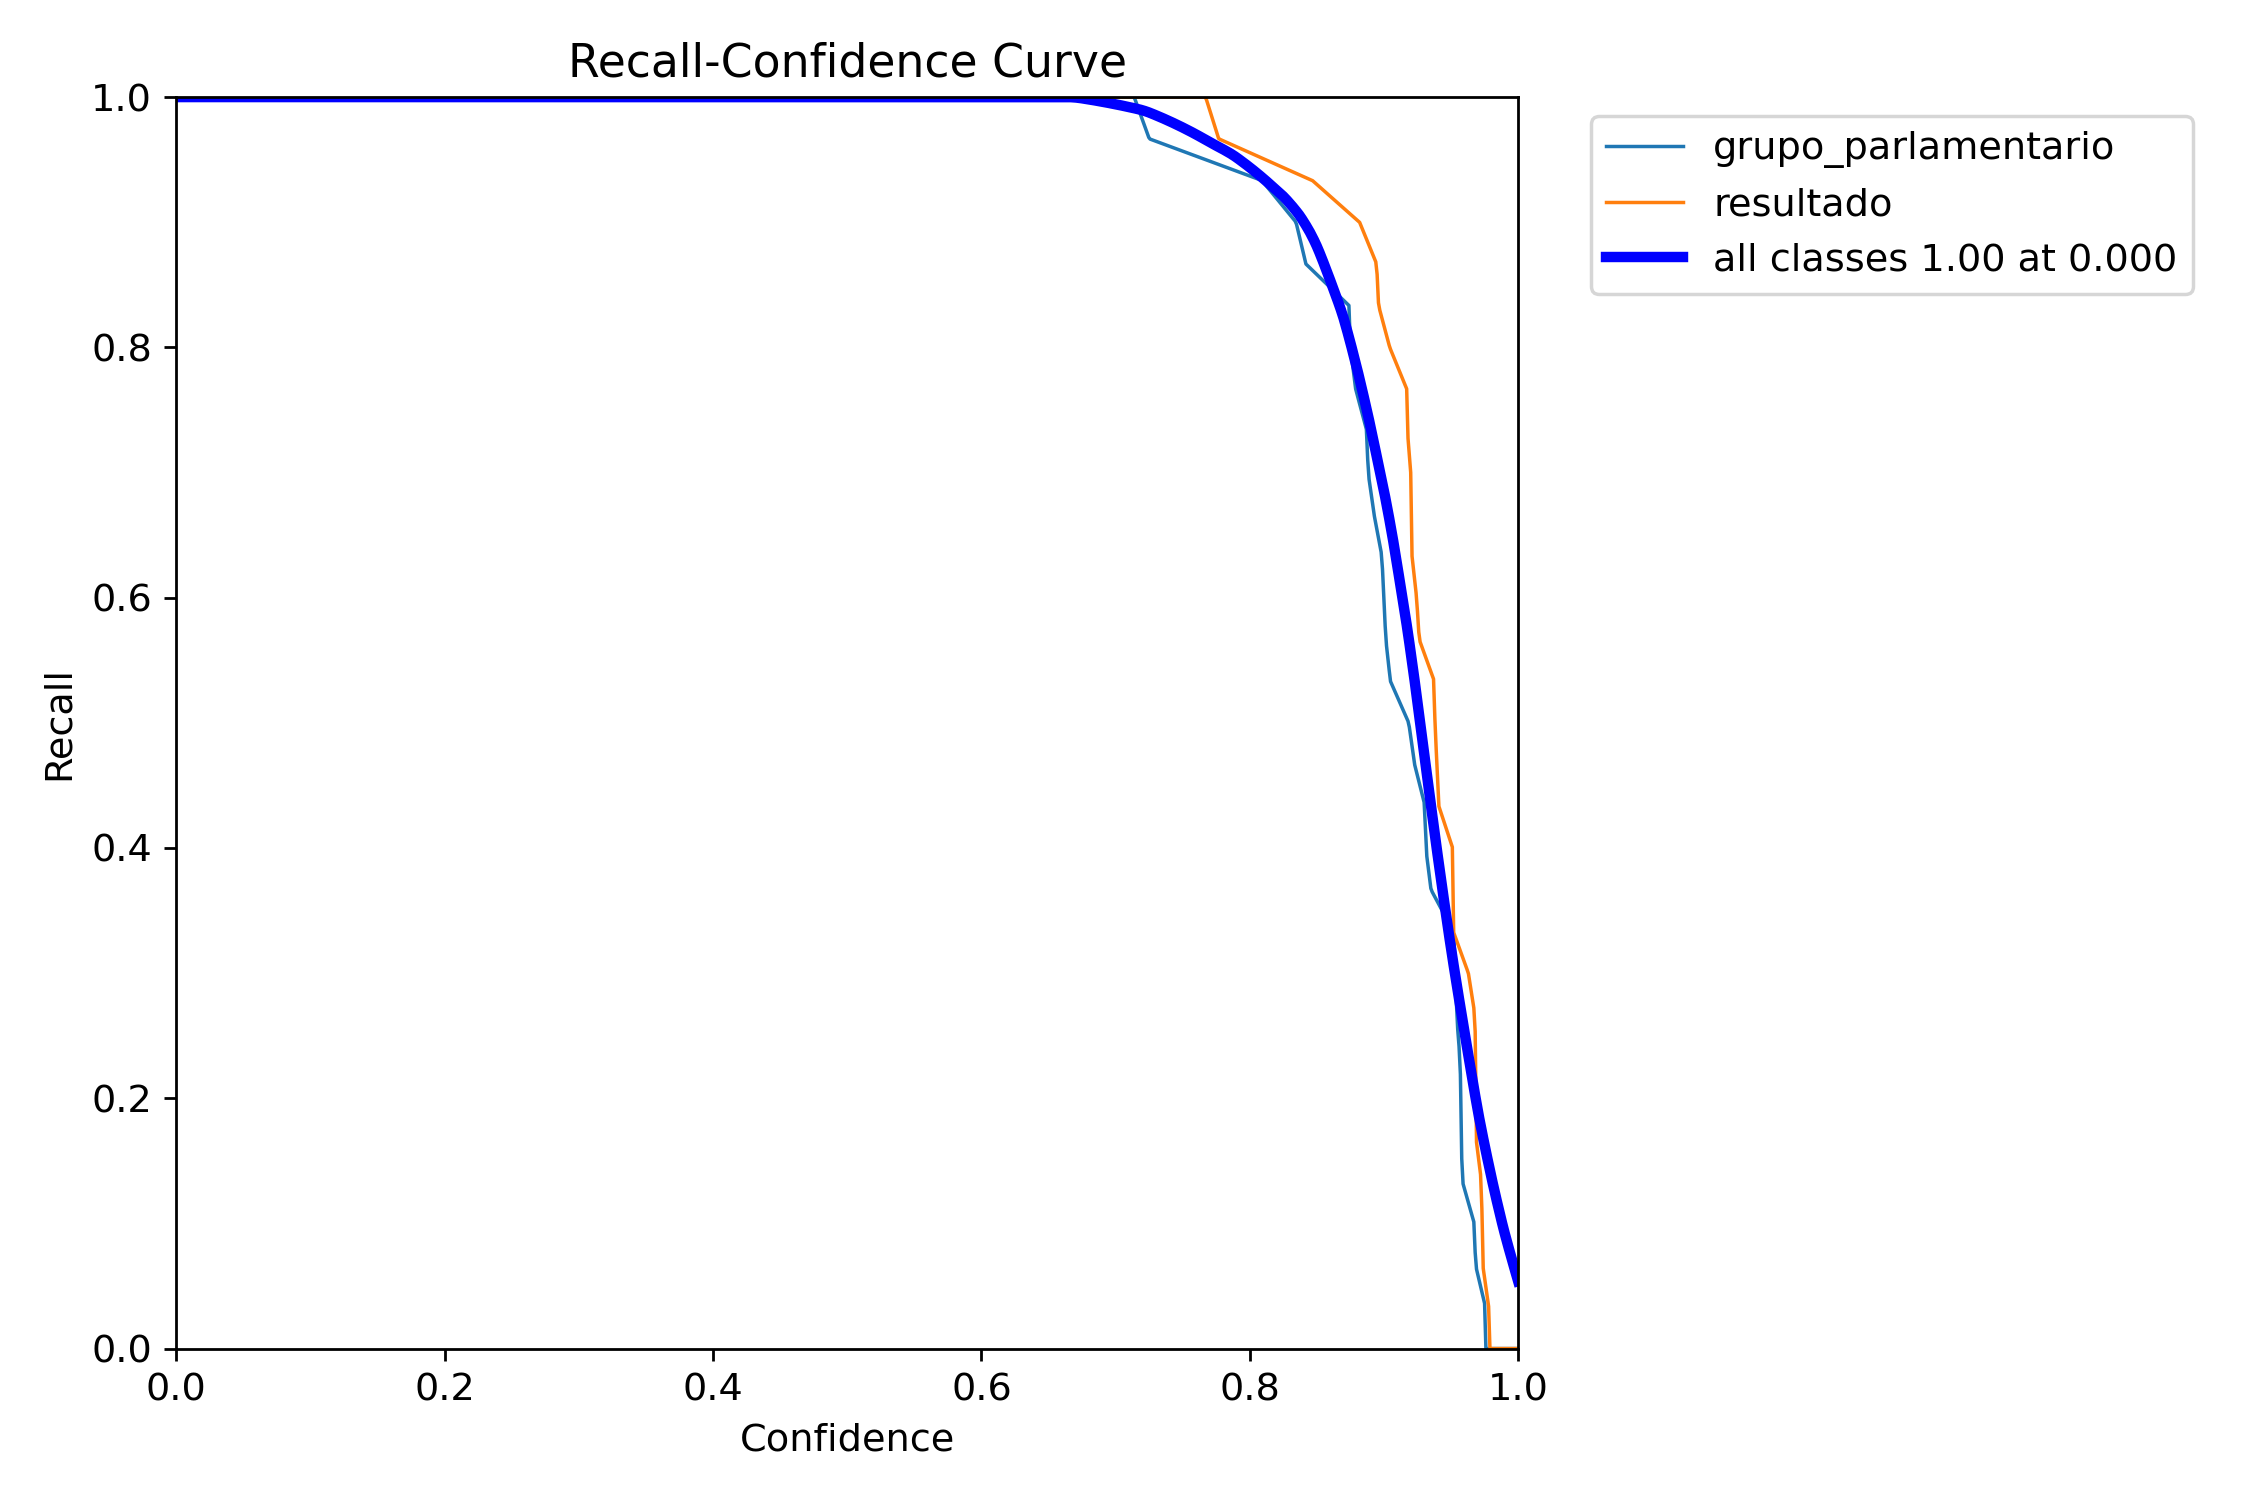 Recall-Confidence Curve
1.0
0.8
0.6
0.4
0.2
0.0
Recall
0.0 0.2 0.4 0.6 0.8 1.0
Confidence
grupo_parlamentario
resultado
all classes 1.00 at 0.000